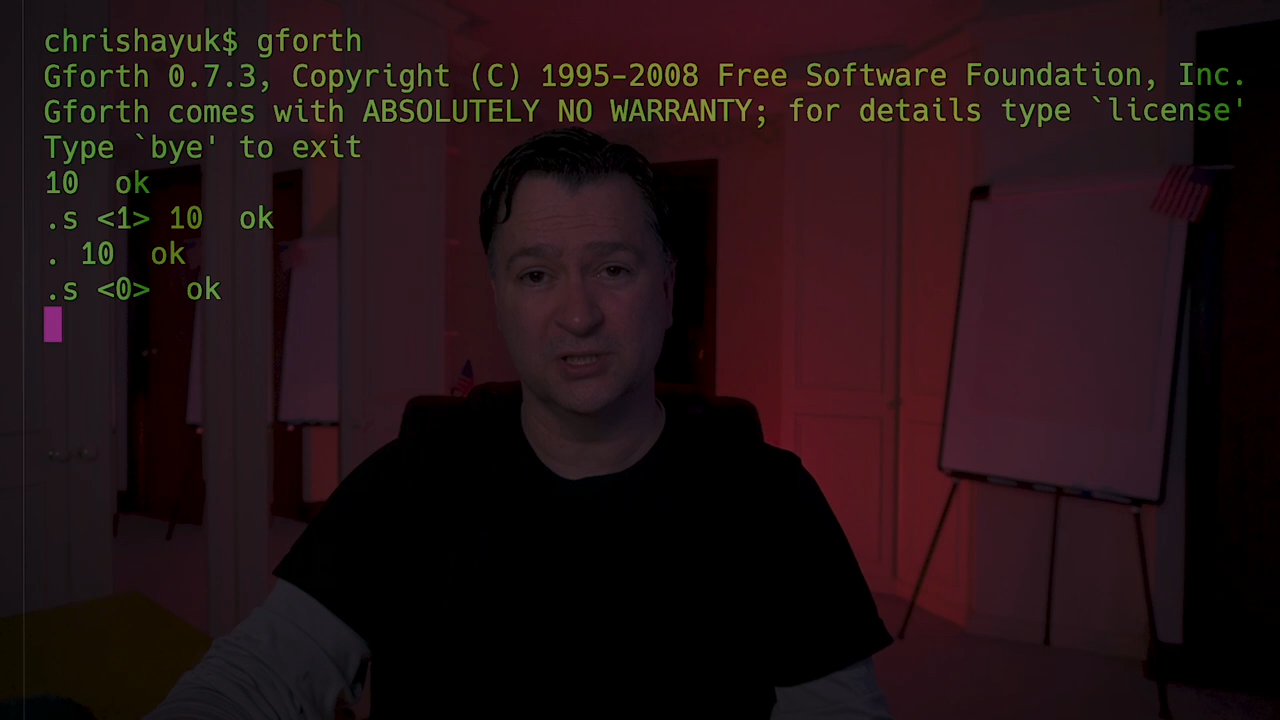 chrishayuk$ gforth
Gforth 0.7.3, Copyright (C) 1995-2008 Free Software Foundation, Inc.
Gforth comes with ABSOLUTELY NO WARRANTY; for details type `license'
Type `bye' to exit
10  ok
.s <1> 10  ok
. 10  ok
.s <0>  ok